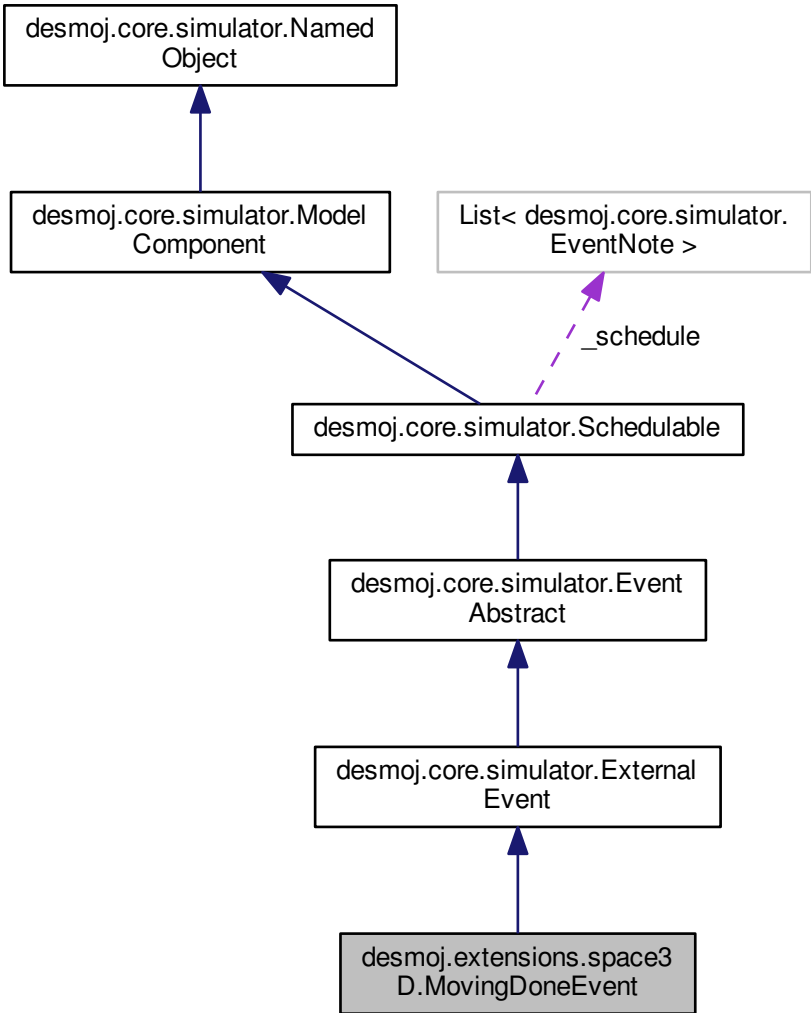 desmoj.core.simulator.Named
Object
desmoj.core.simulator.Model
Component
List< desmoj.core.simulator.
EventNote >
_schedule
desmoj.core.simulator.Schedulable
desmoj.core.simulator.Event
Abstract
desmoj.core.simulator.External
Event
desmoj.extensions.space3
D.MovingDoneEvent